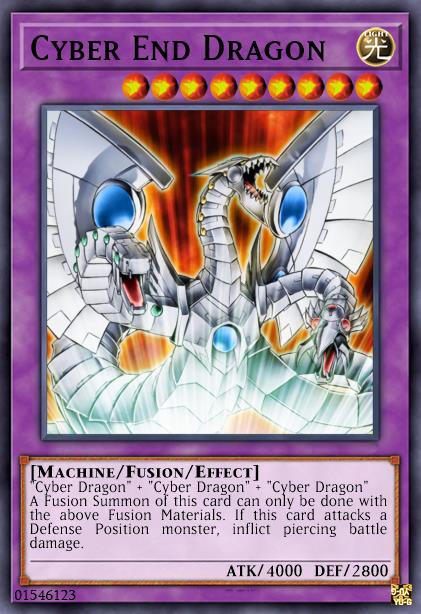 Cyber End Dragon
LIGHT
光
[Machine/Fusion/Effect]
"Cyber Dragon" + "Cyber Dragon" + "Cyber Dragon"
A Fusion Summon of this card can only be done with
the above Fusion Materials. If this card attacks a
Defense Position monster, inflict piercing battle
damage.
ATK/4000 DEF/2800
01546123